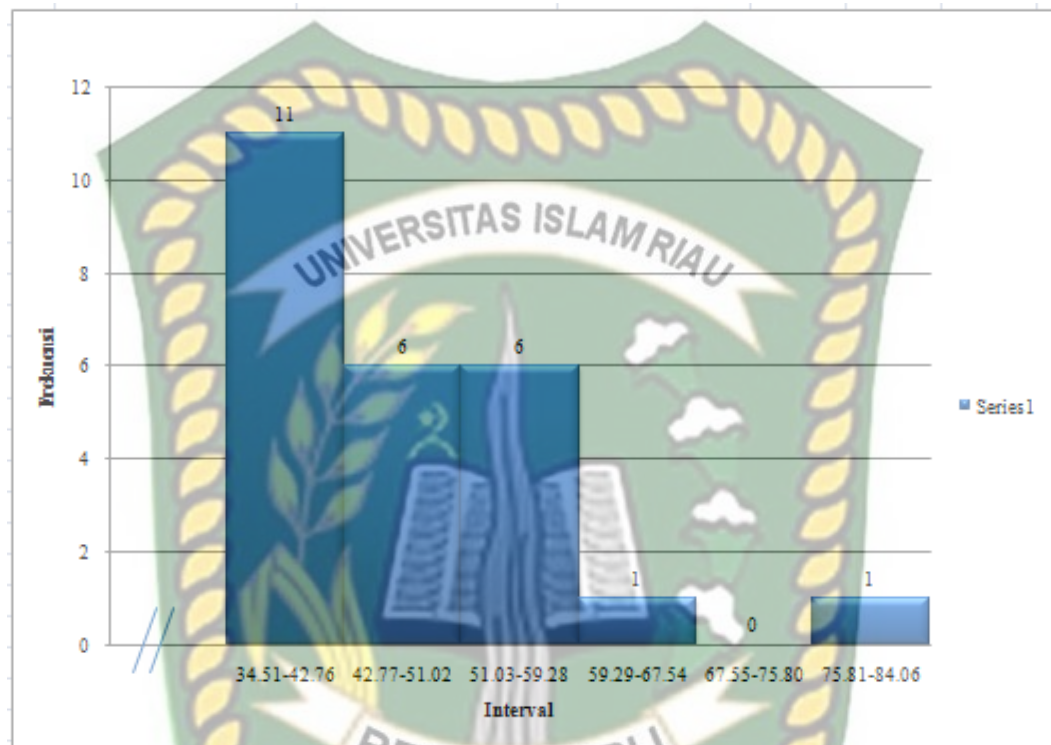 12
11
10
UNIVERSITAS ISLAM RIAU
8
Frekuensi
6
6
6
Series1
4
2
1
0
1
0
34.51-42.76 42.77-51.02 51.03-59.28 59.29-67.54 67.55-75.80 75.81-84.06
Interval